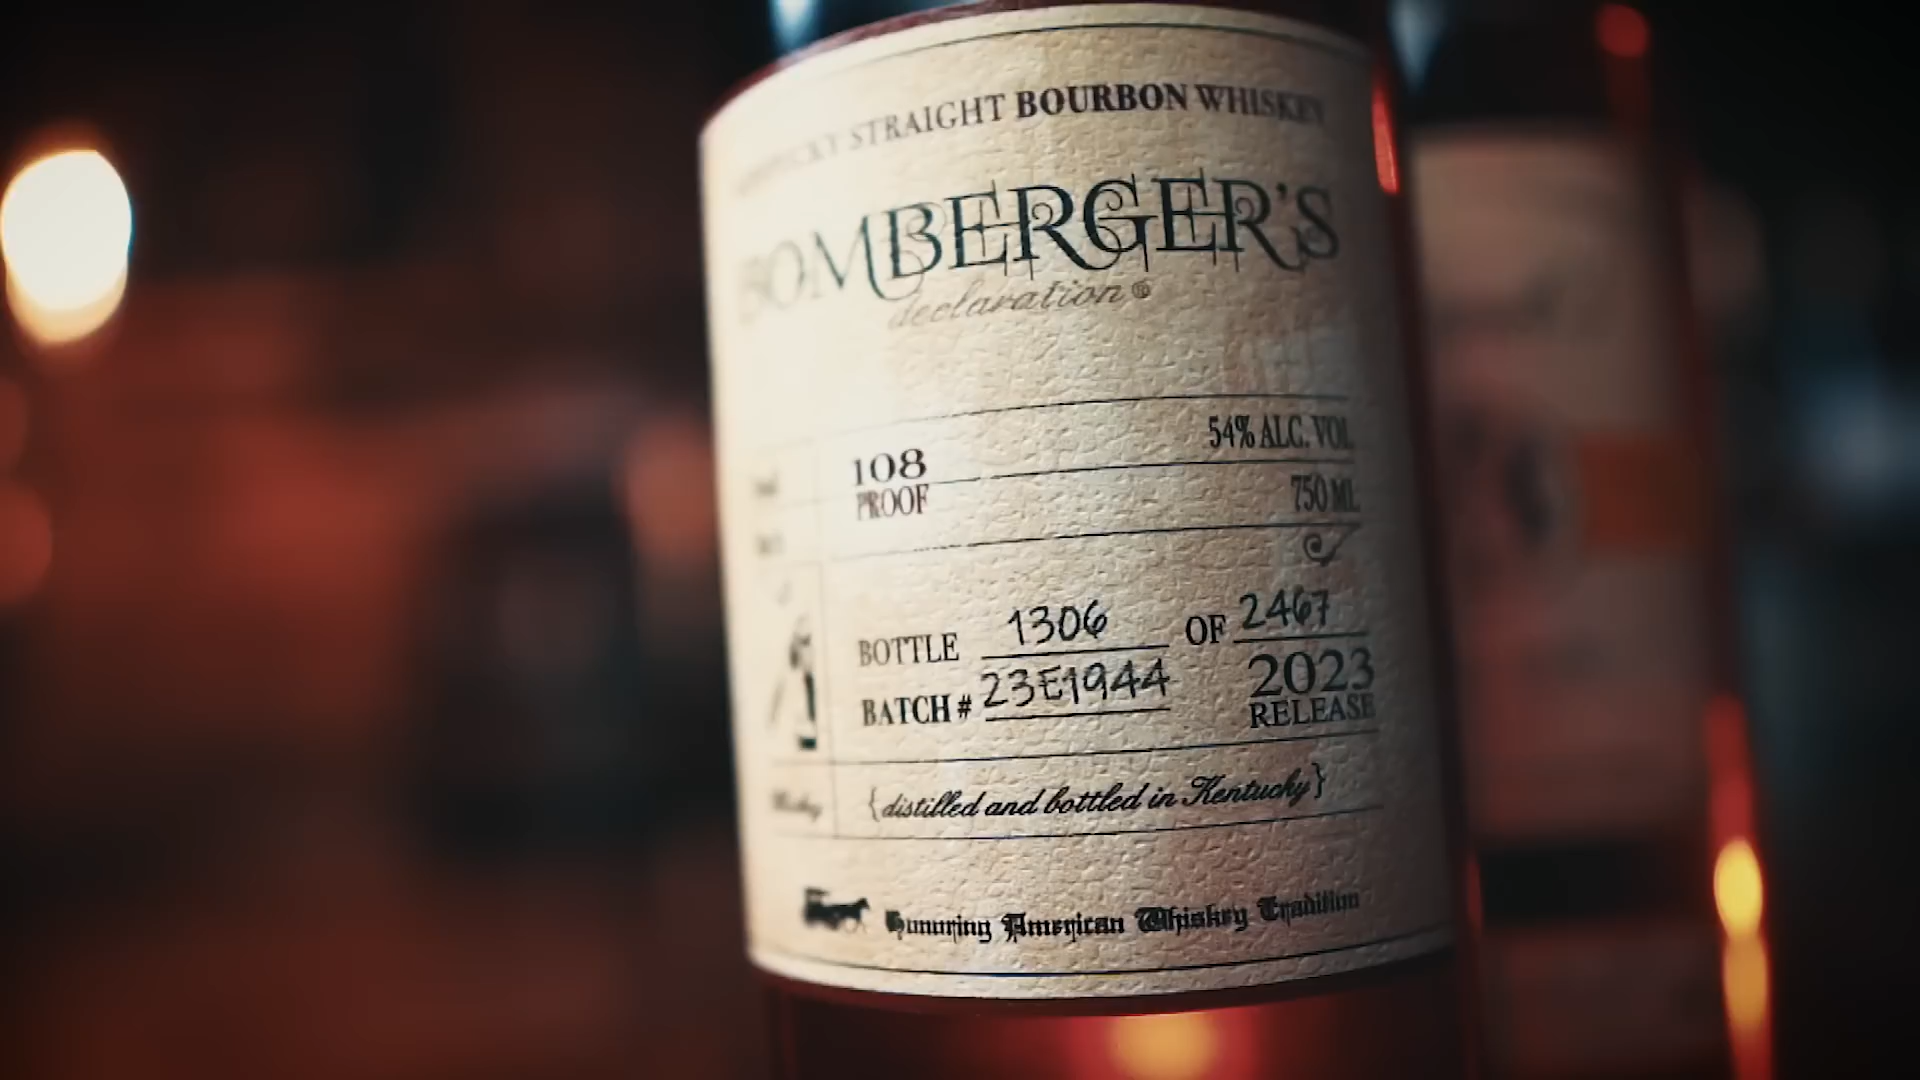 KENTUCKY STRAIGHT BOURBON WHISKEY
BOMBERGER'S
declaration®
108 PROOF
54% ALC. VOL
750 ML
BOTTLE 1306 OF 2467
BATCH # 23E1944
2023 RELEASE
{distilled and bottled in Kentucky}
Honoring American Whiskey Tradition